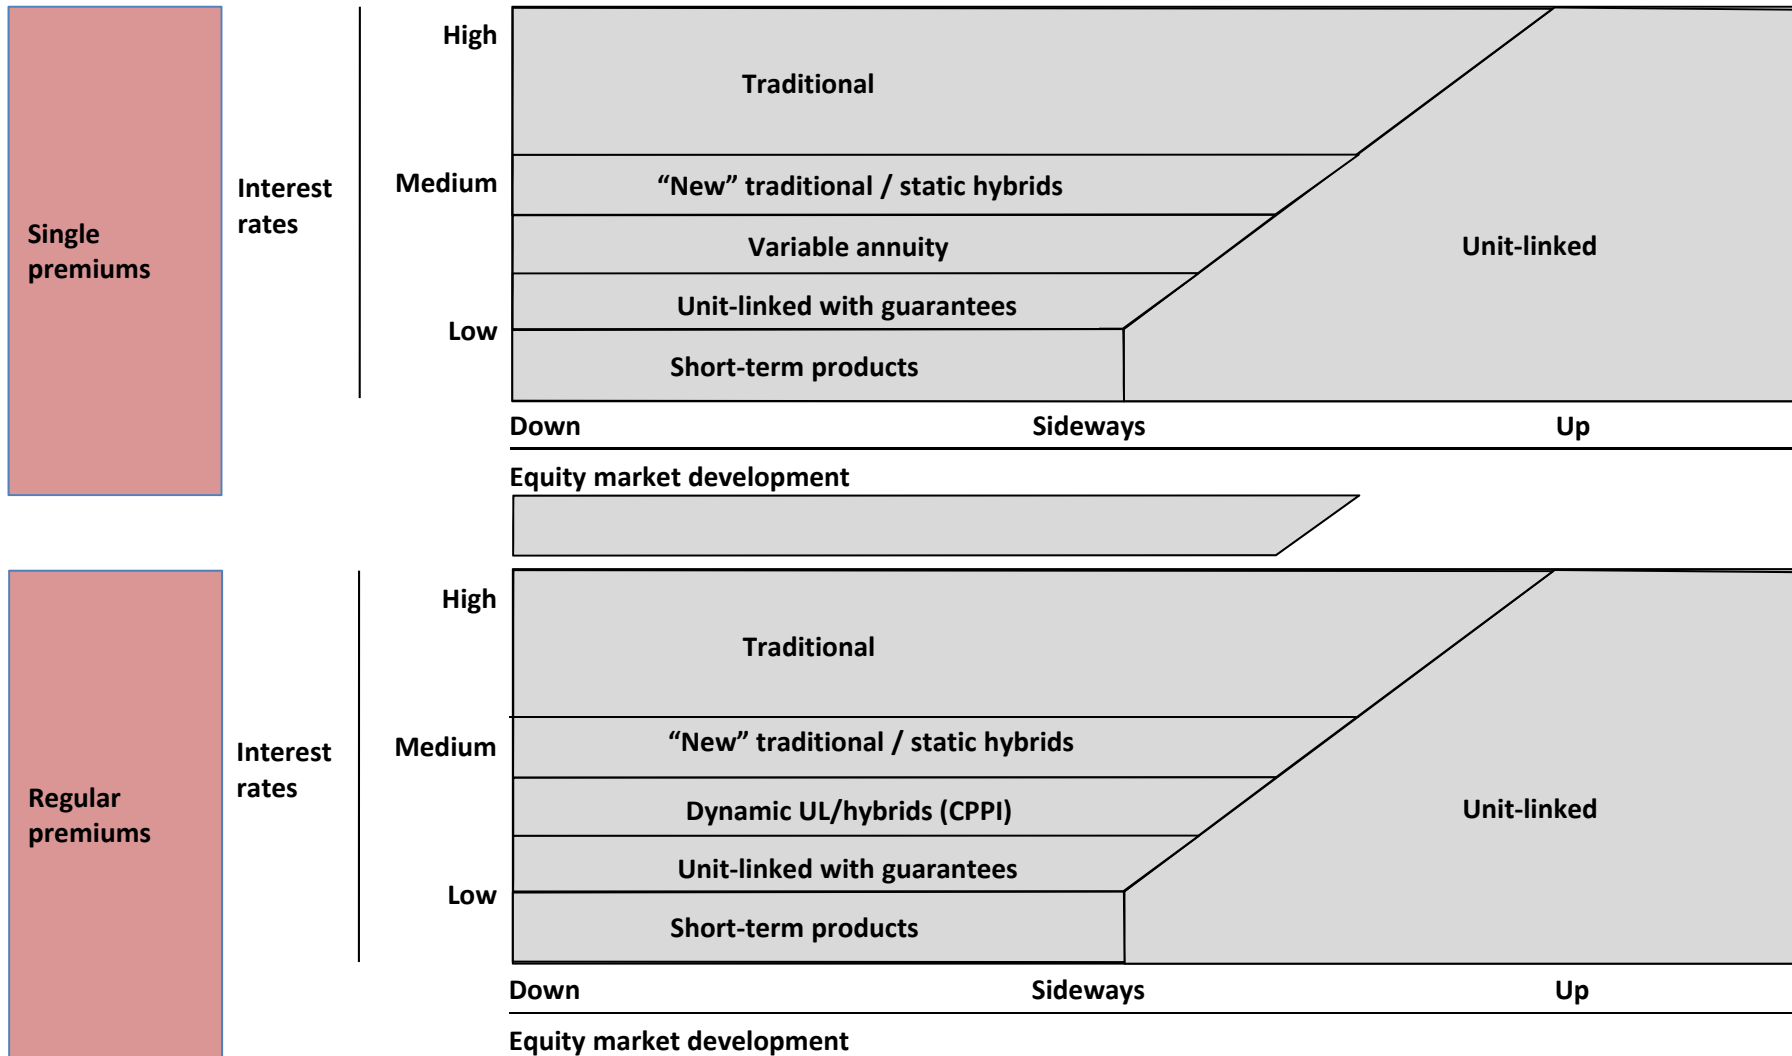 High
Traditional
Medium
“New” traditional / static hybrids
Interest
rates
Single
premiums
Variable annuity
Unit-linked
Unit-linked with guarantees
Low
Short-term products
Down
Sideways
Up
Equity market development
High
Traditional
Medium
“New” traditional / static hybrids
Interest
rates
Regular
premiums
Dynamic UL/hybrids (CPPI)
Unit-linked
Unit-linked with guarantees
Low
Short-term products
Down
Sideways
Up
Equity market development